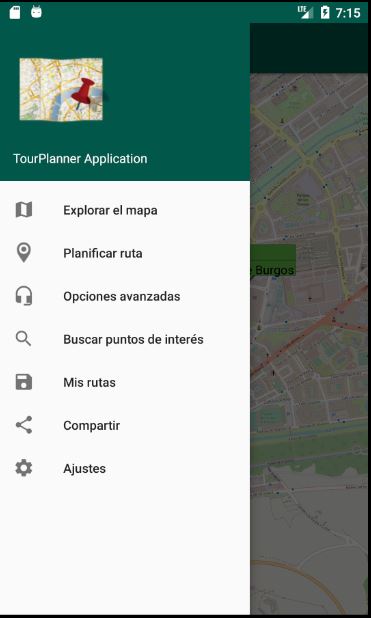 LTE 7:15
TourPlanner Application
Explorar el mapa
Planificar ruta
e Burgos
Opciones avanzadas
Buscar puntos de interés
Mis rutas
Compartir
Ajustes